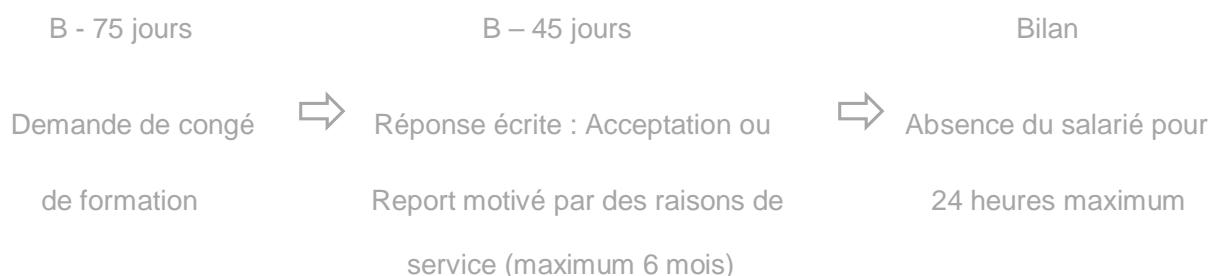 B - 75 jours
B – 45 jours
Bilan
Demande de congé
de formation
Réponse écrite : Acceptation ou
Report motivé par des raisons de
service (maximum 6 mois)
Absence du salarié pour
24 heures maximum